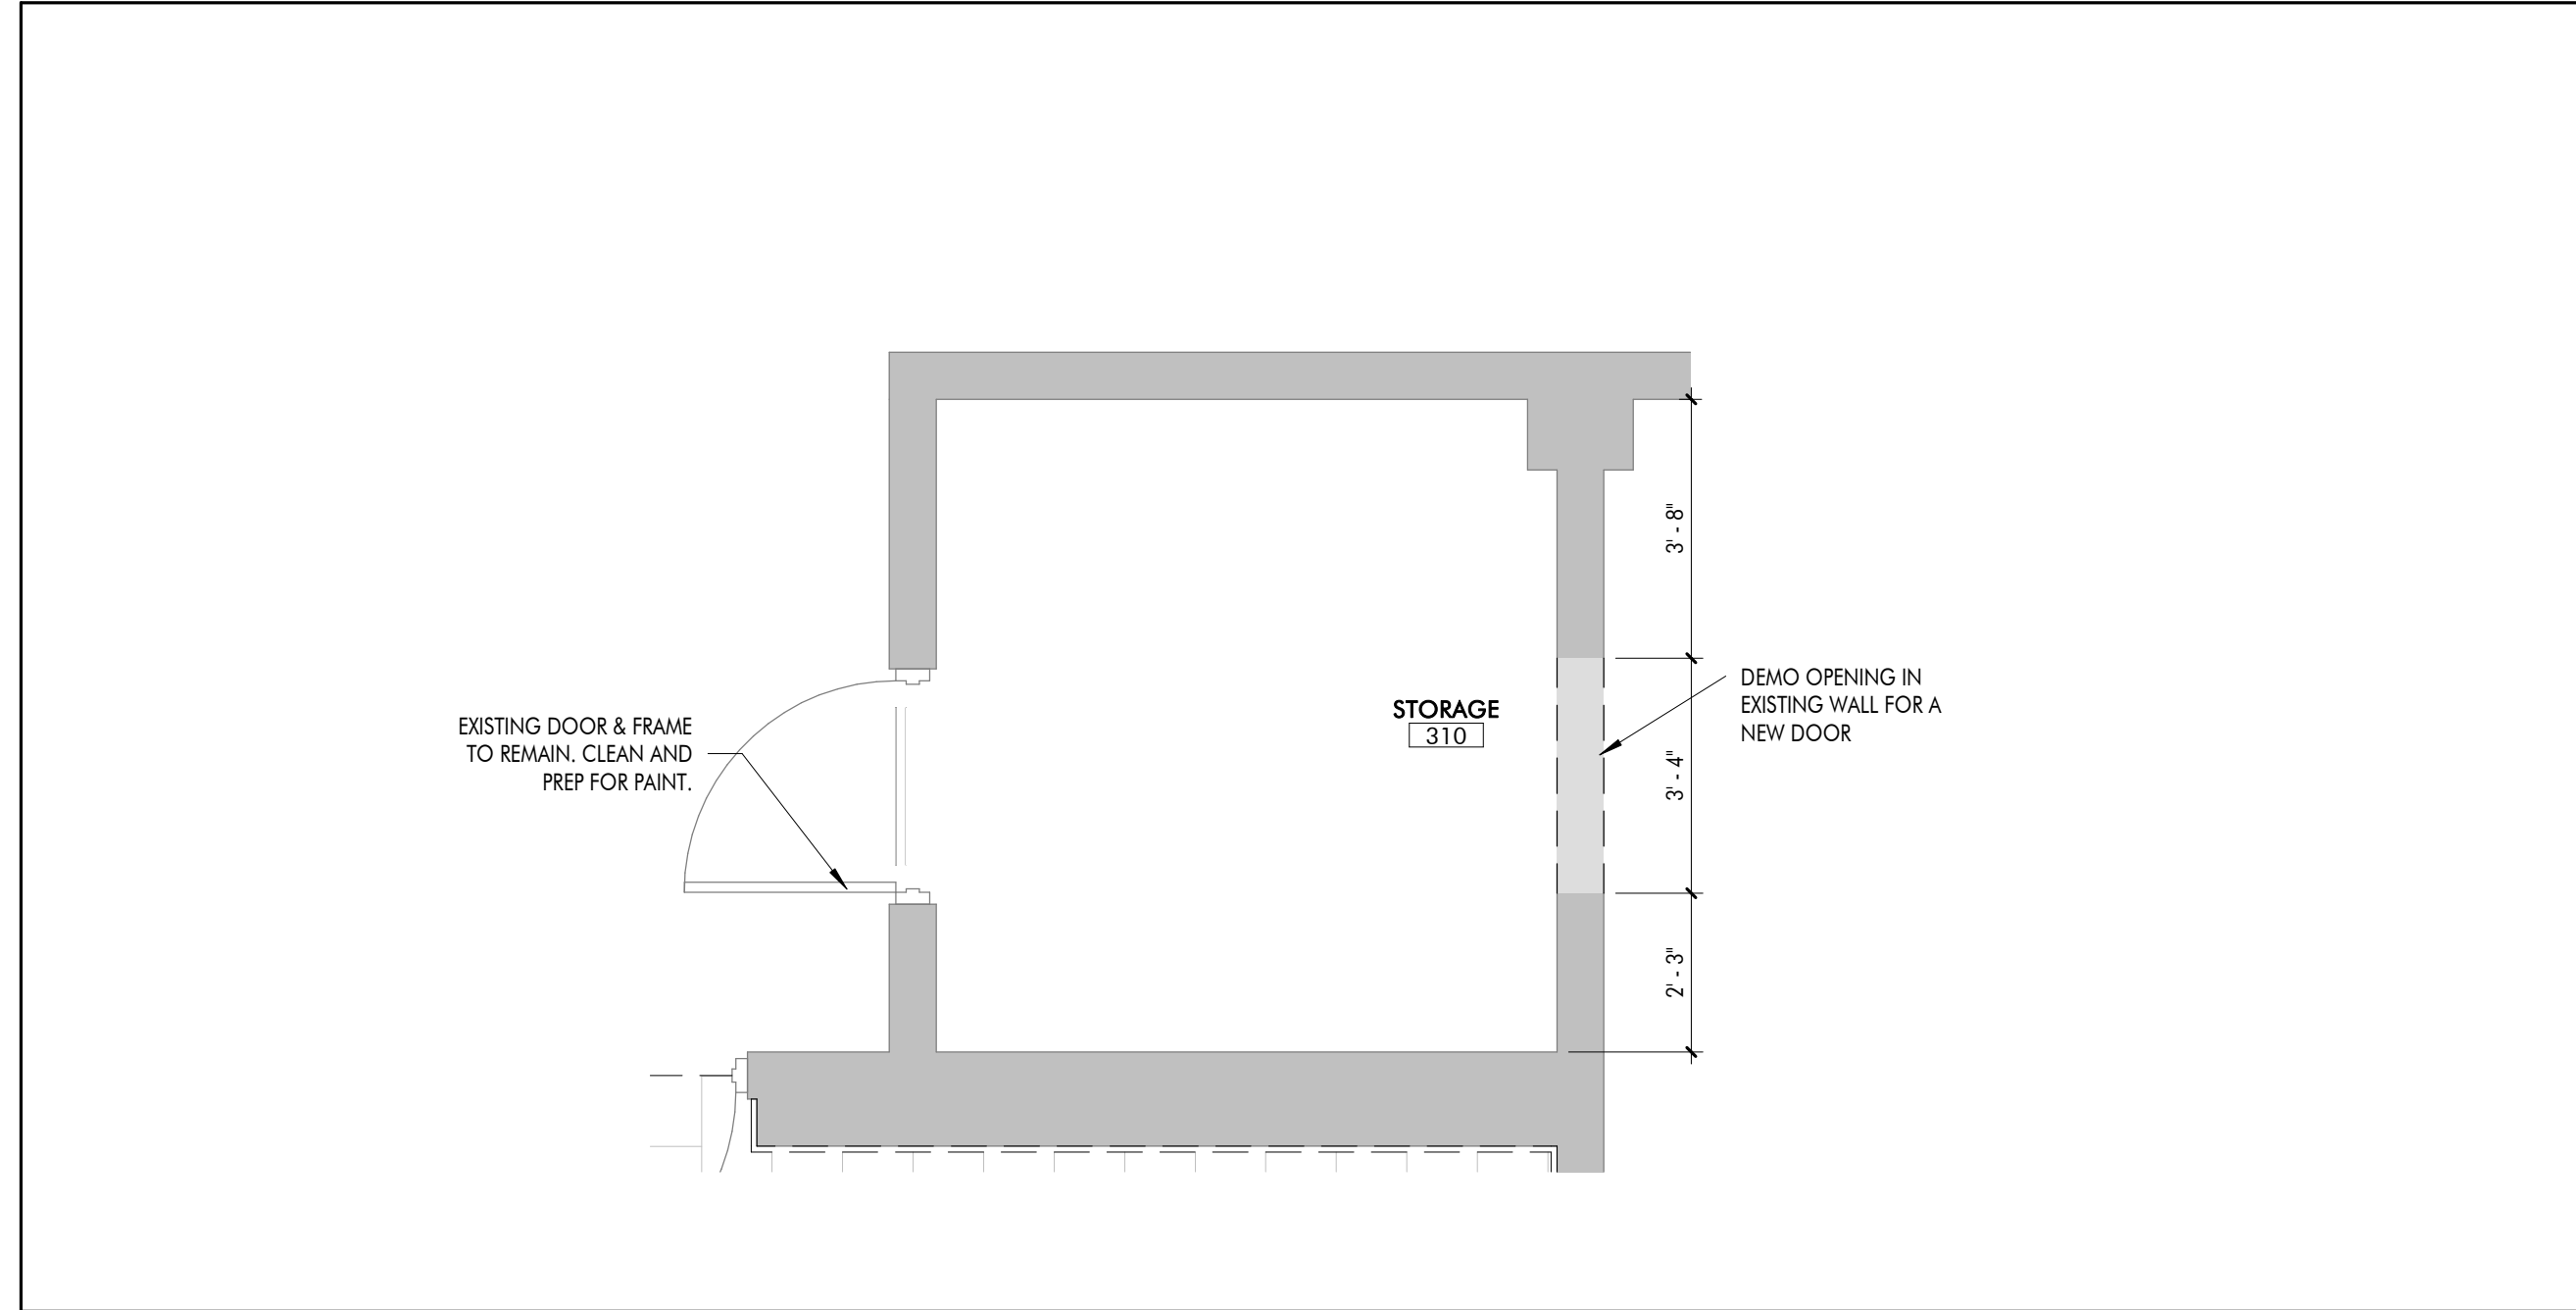 3' - 8"
DEMO OPENING IN
EXISTING WALL FOR A
NEW DOOR
STORAGE
310
EXISTING DOOR & FRAME
TO REMAIN. CLEAN AND
PREP FOR PAINT.
3' - 4"
2' - 3"